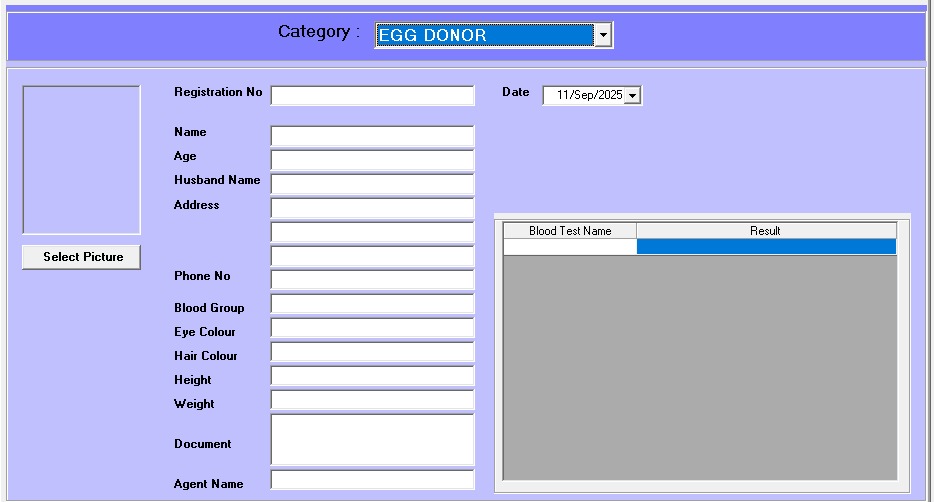 Category : EGG DONOR
Registration No
Date 11/Sep/2025
Name
Age
Husband Name
Address
Blood Test Name Result
Select Picture
Phone No
Blood Group
Eye Colour
Hair Colour
Height
Weight
Document
Agent Name